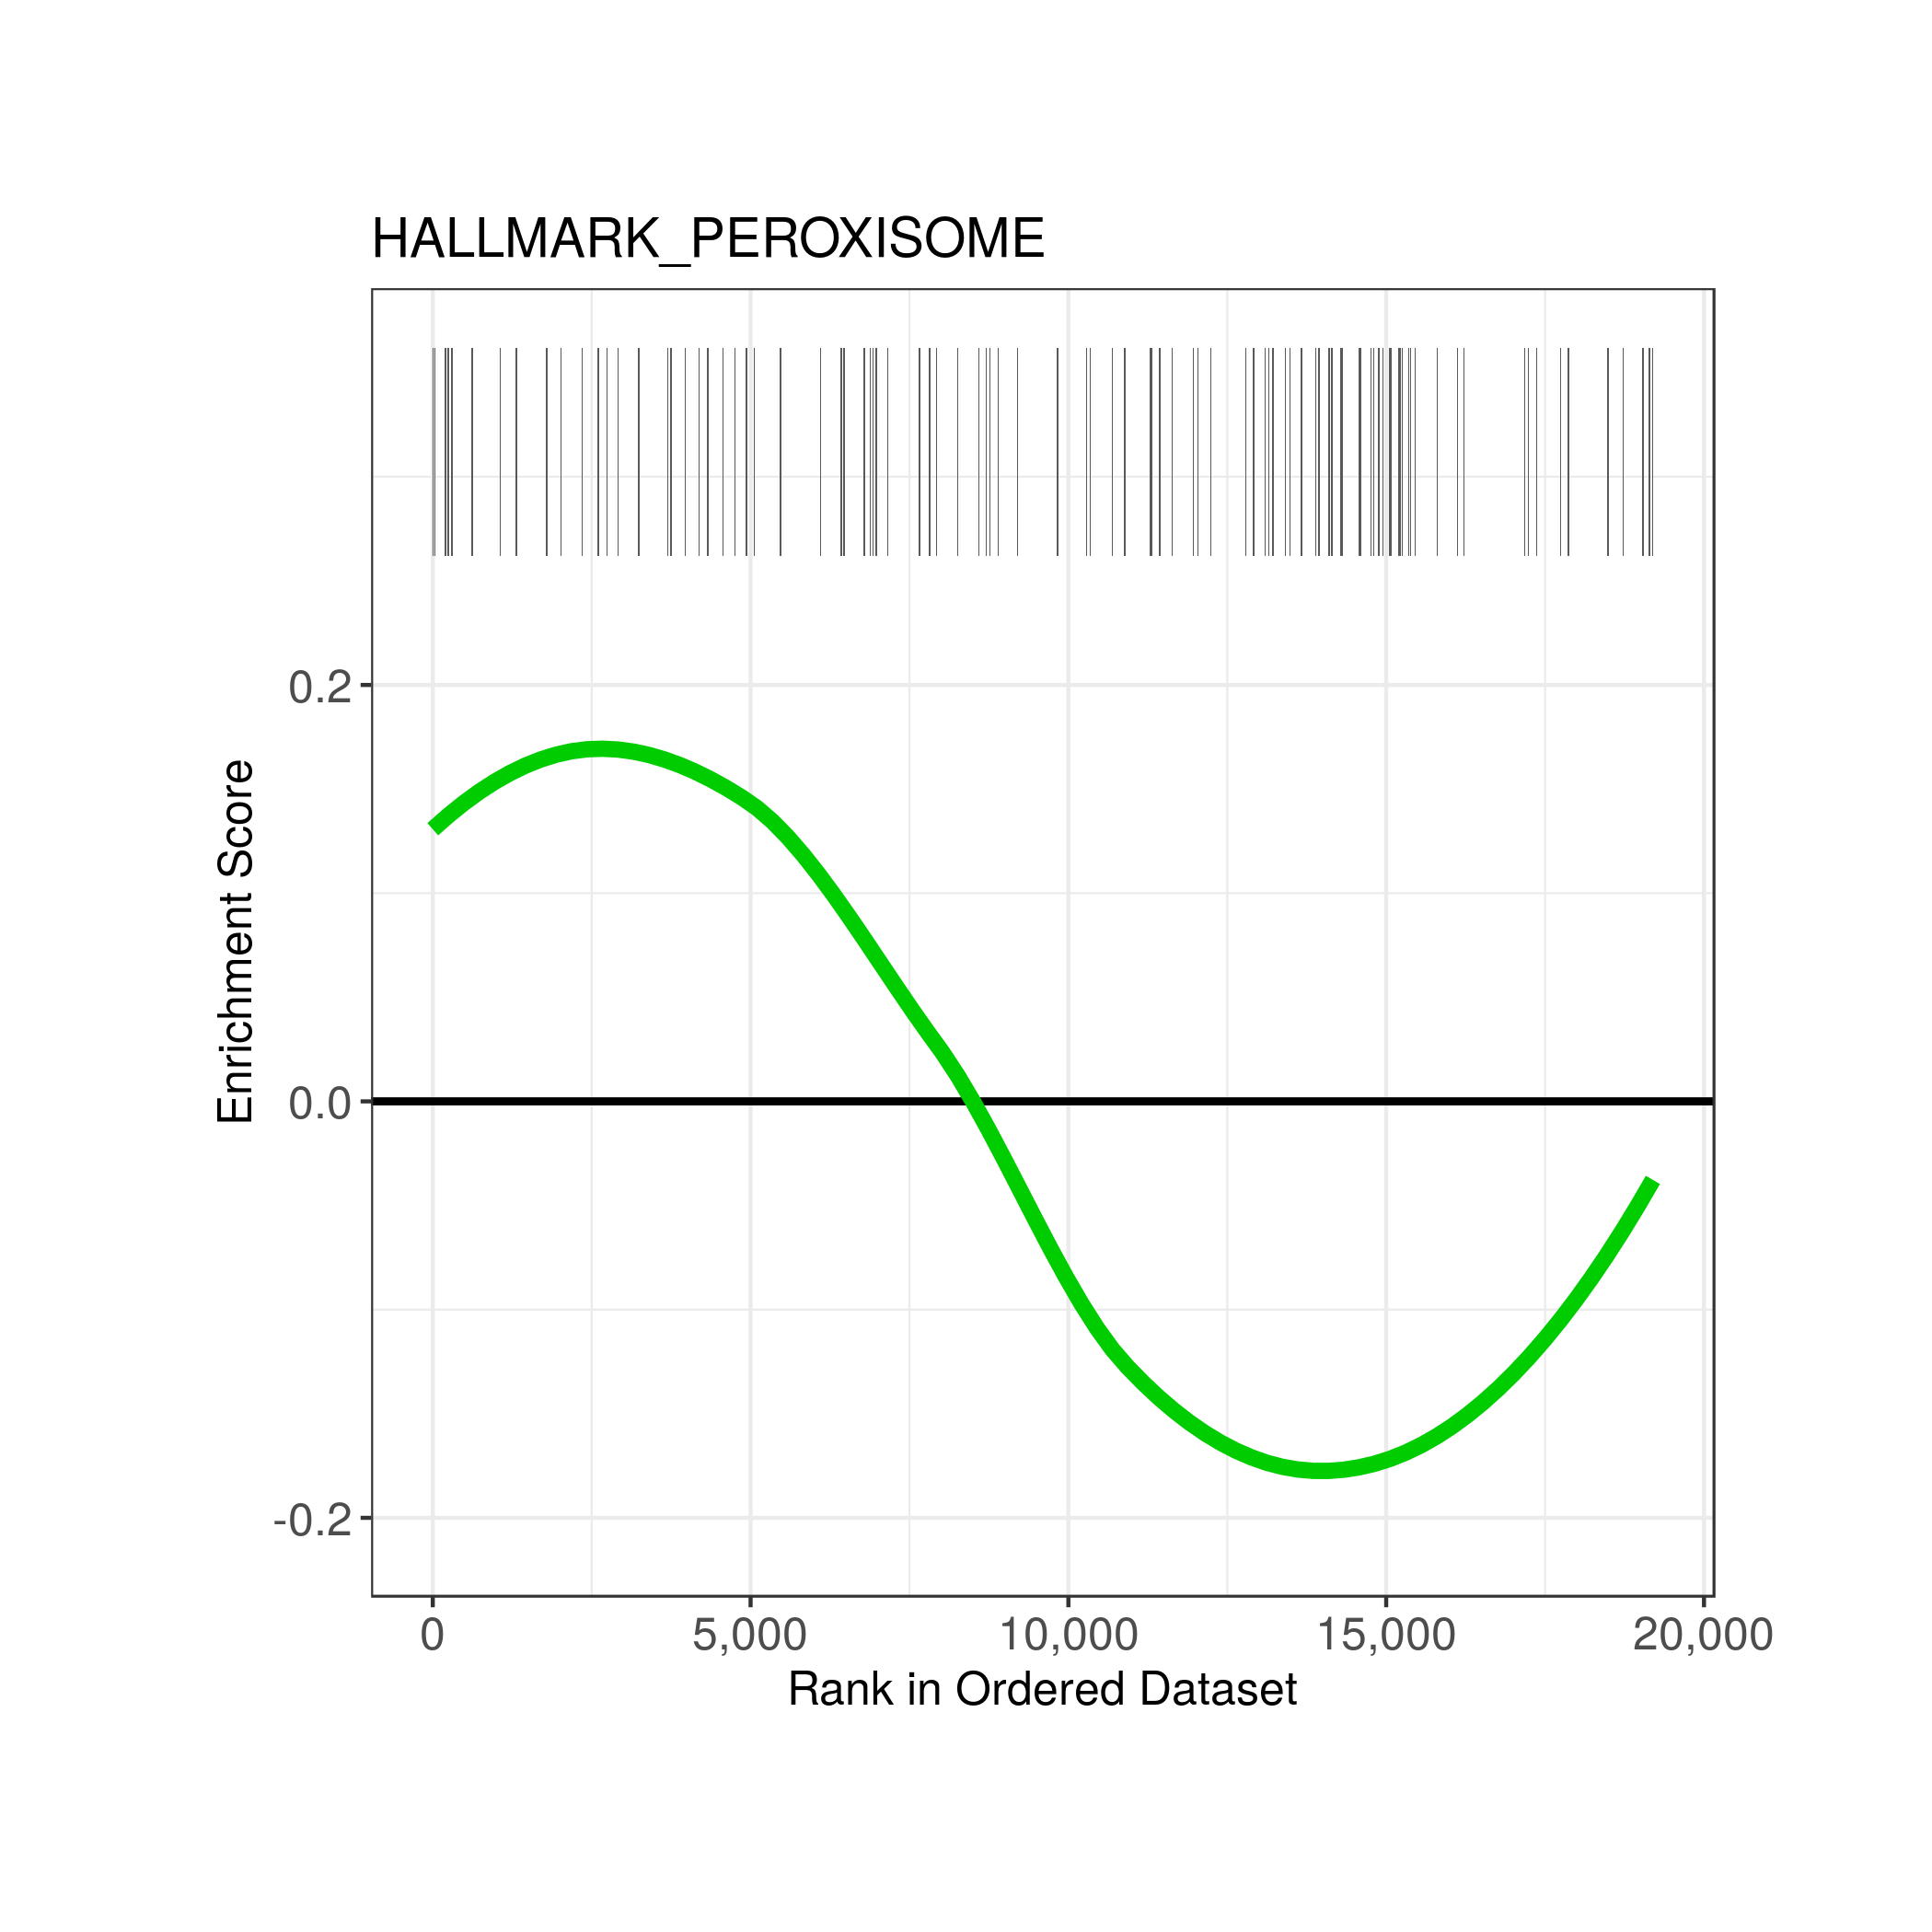 HALLMARK_PEROXISOME
Enrichment Score
0.2
0.0
-0.2
0
5,000
10,000
15,000
20,000
Rank in Ordered Dataset